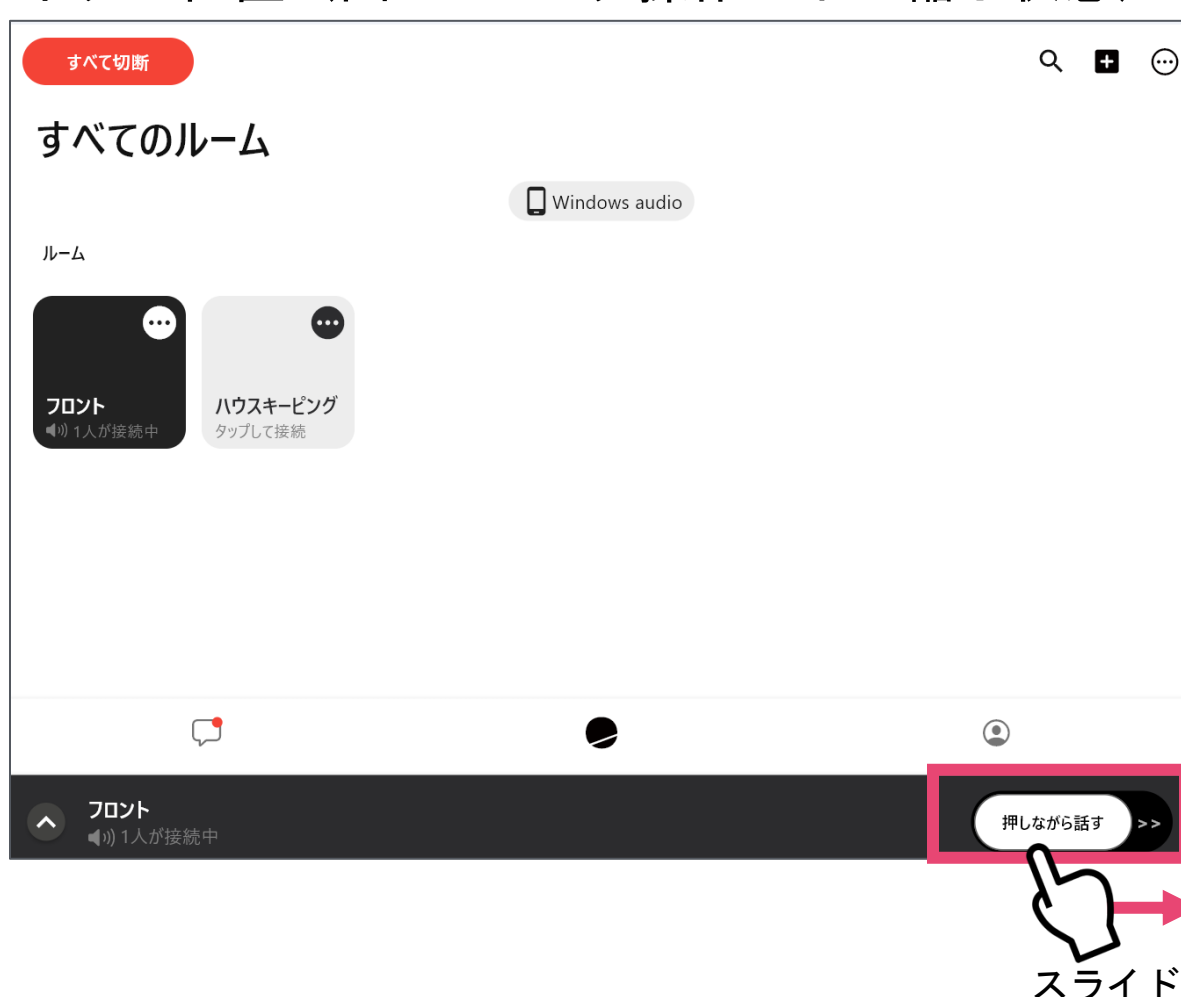 すべて切断
すべてのルーム
Windows audio
ルーム
フロント
1人が接続中
ハウスキーピング
タップして接続
フロント
1人が接続中
押しながら話す >>
スライド